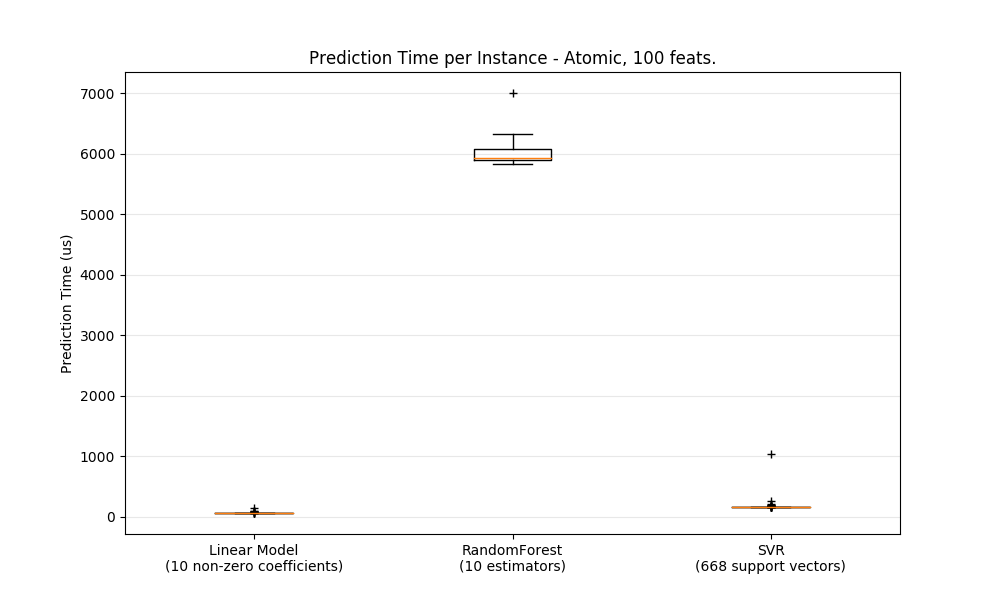 Prediction Time per Instance - Atomic, 100 feats.
Prediction Time (us)
7000
6000
5000
4000
3000
2000
1000
0
Linear Model
(10 non-zero coefficients)
RandomForest
(10 estimators)
SVR
(668 support vectors)